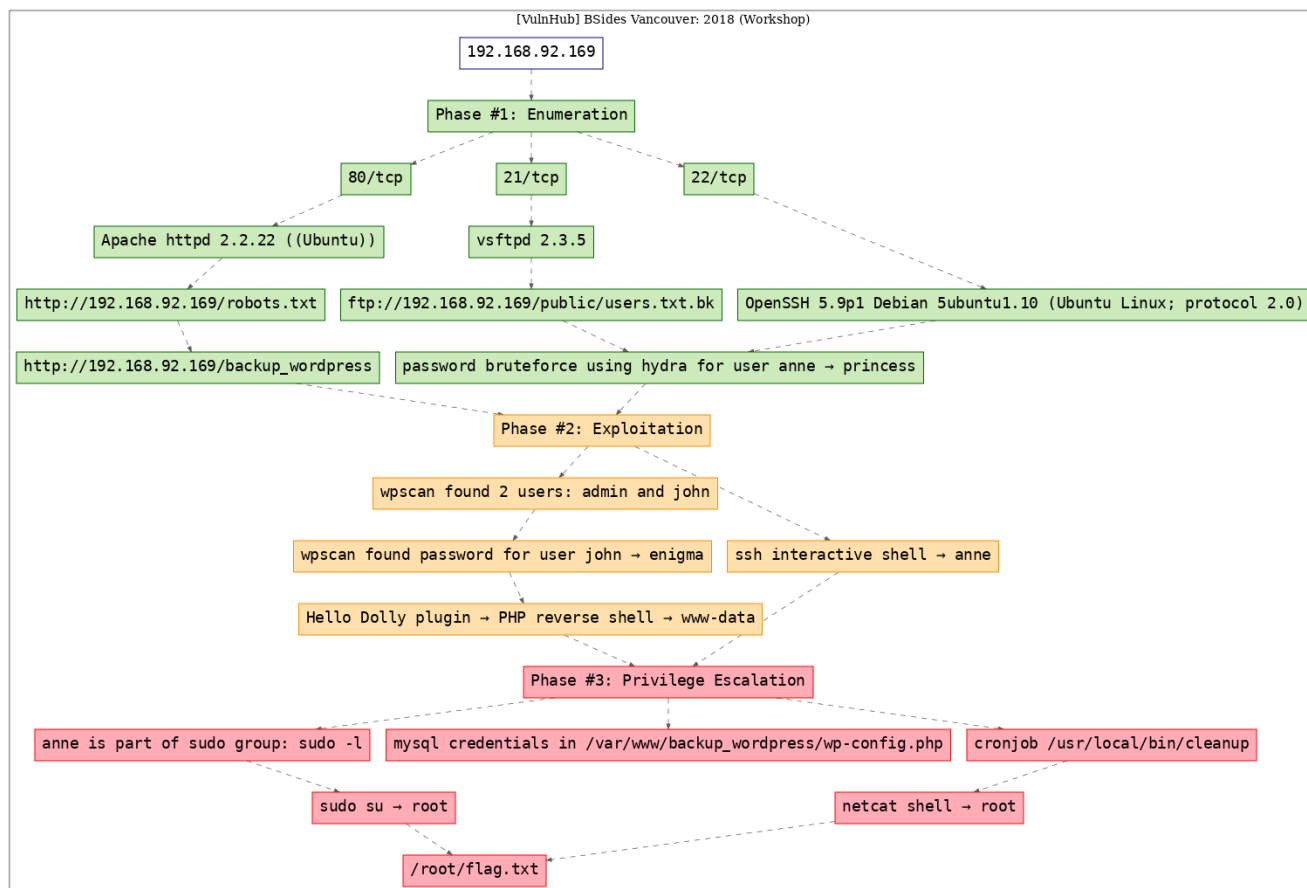 [VulnHub] BSides Vancouver: 2018 (Workshop)
192.168.92.169
Phase #1: Enumeration
80/tcp
21/tcp
22/tcp
Apache httpd 2.2.22 ((Ubuntu))
vsftpd 2.3.5
http://192.168.92.169/robots.txt
ftp://192.168.92.169/public/users.txt.bk
OpenSSH 5.9p1 Debian 5ubuntu1.10 (Ubuntu Linux; protocol 2.0)
http://192.168.92.169/backup_wordpress
password bruteforce using hydra for user anne → princess
Phase #2: Exploitation
wpscan found 2 users: admin and john
wpscan found password for user john → enigma
ssh interactive shell → anne
Hello Dolly plugin → PHP reverse shell → www-data
Phase #3: Privilege Escalation
anne is part of sudo group: sudo -l
mysql credentials in /var/www/backup_wordpress/wp-config.php
cronjob /usr/local/bin/cleanup
sudo su → root
netcat shell → root
/root/flag.txt